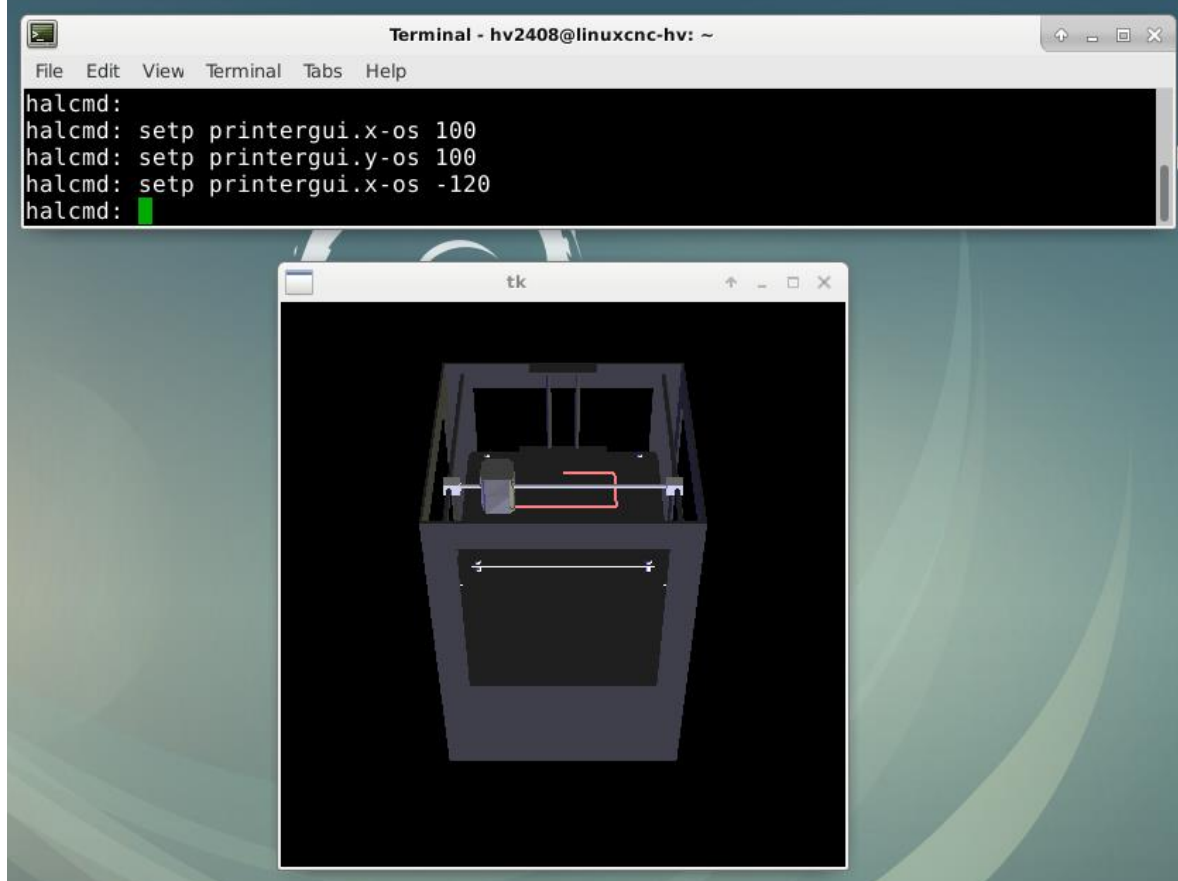 Terminal - hv2408@linuxcnc-hv: ~
File Edit View Terminal Tabs Help
halcmd:
halcmd: setp printergui.x-os 100
halcmd: setp printergui.y-os 100
halcmd: setp printergui.x-os -120
halcmd:
tk